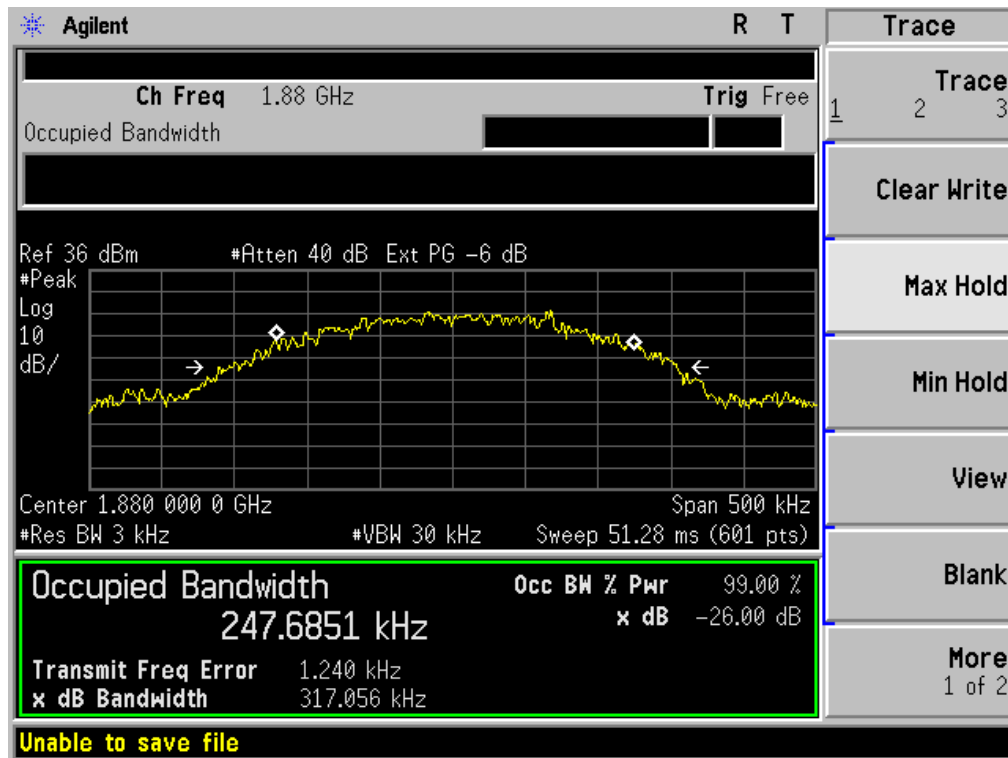 Agilent R T Trace
Ch Freq 1.88 GHz Trig Free
Occupied Bandwidth
Trace
1 2 3
Clear Write
Max Hold
Min Hold
View
Blank
More
1 of 2
Ref 36 dBm #Atten 40 dB Ext PG -6 dB
#Peak
Log
10
dB/
Center 1.880 000 0 GHz Span 500 kHz
#Res BW 3 kHz #VBW 30 kHz Sweep 51.28 ms (601 pts)
Occupied Bandwidth Occ BW % Pwr 99.00 %
247.6851 kHz x dB -26.00 dB
Transmit Freq Error 1.240 kHz
x dB Bandwidth 317.056 kHz
Unable to save file